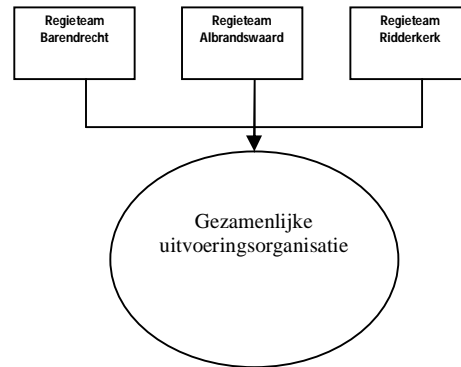 Regieteam
Barendrecht
Regieteam
Albrandswaard
Regieteam
Ridderkerk
Gezamenlijke
uitvoeringsorganisatie